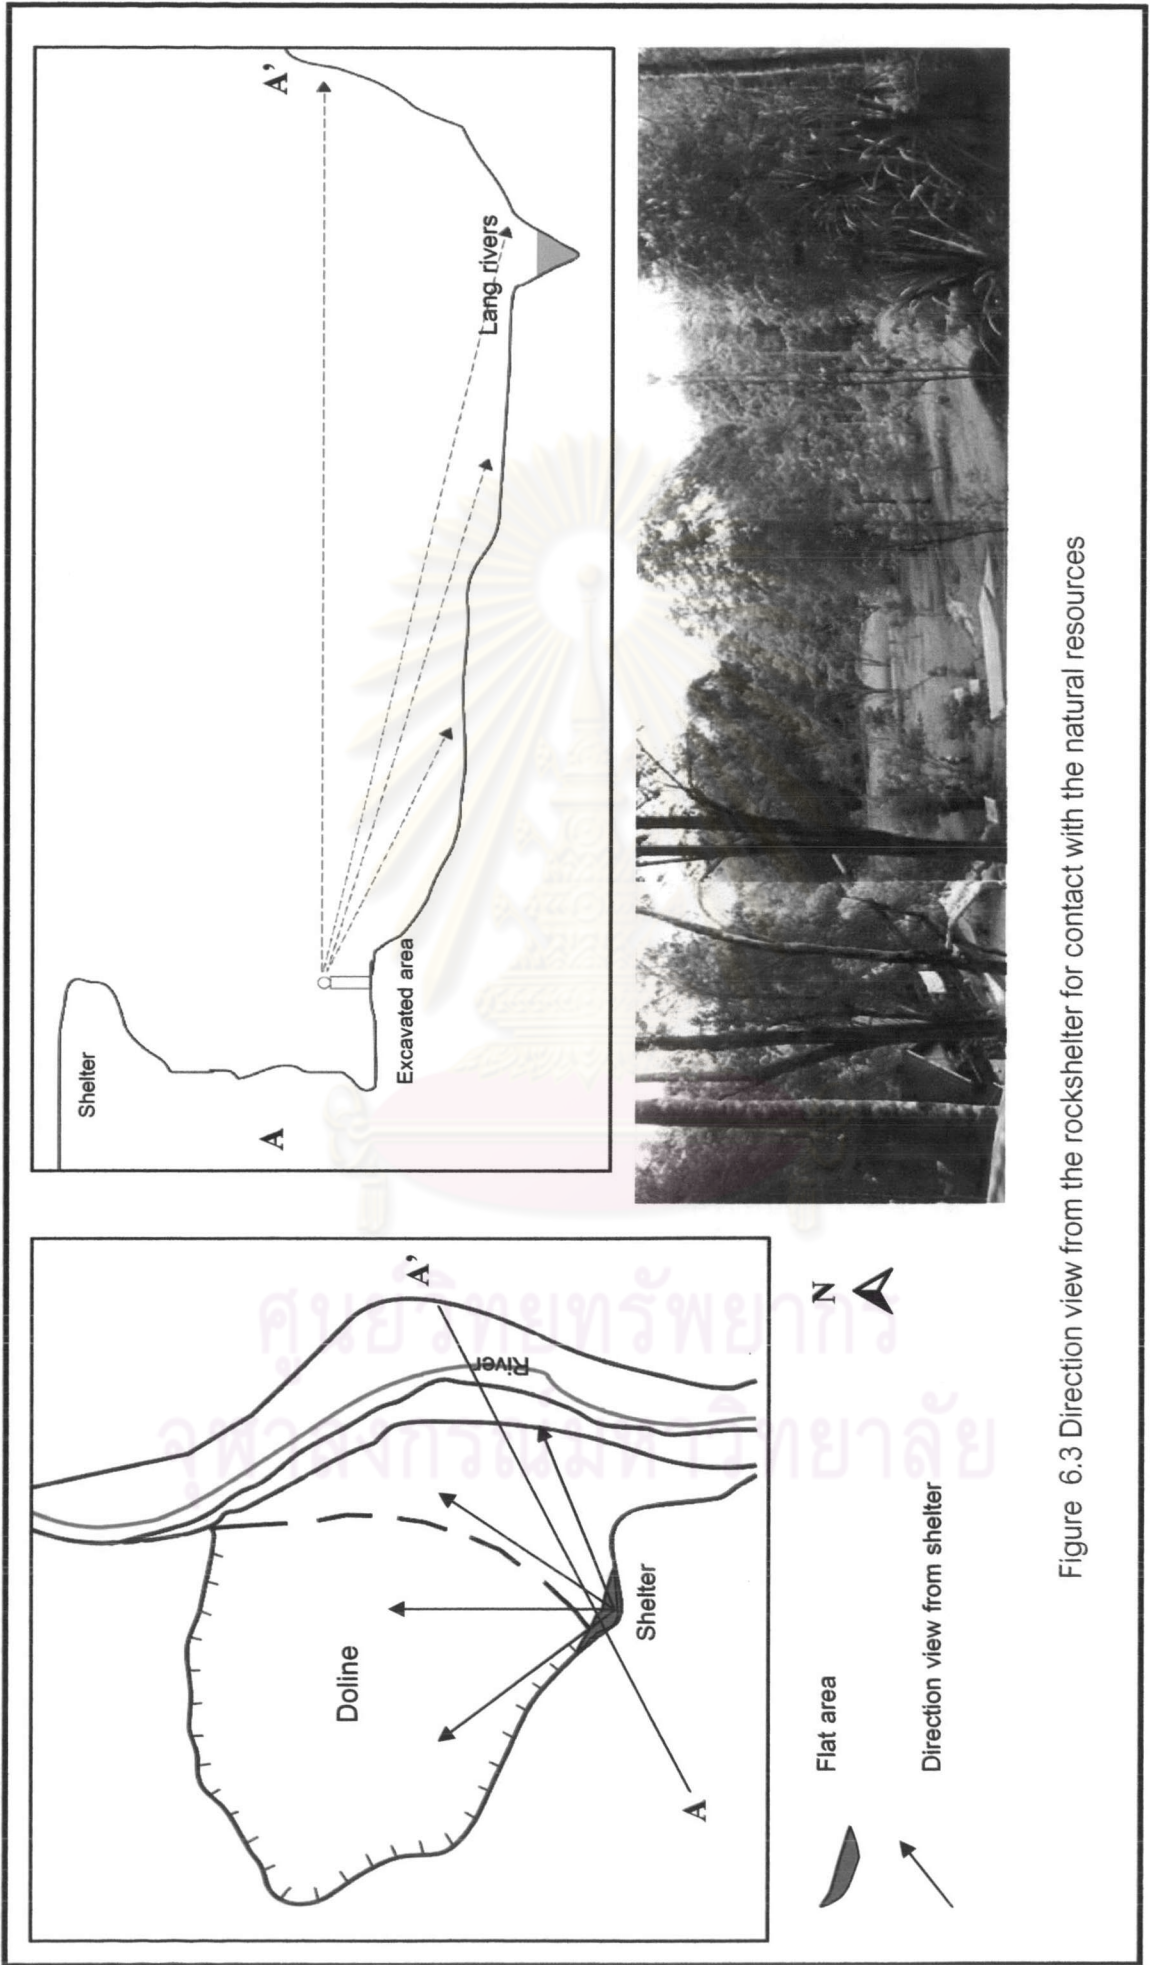 Doline
Shelter
River
A
A'
Flat area
Direction view from shelter
N
Shelter
A
Excavated area
Lang rivers
A'
Figure 6.3 Direction view from the rockshelter for contact with the natural resources
ศูนย์วิทยทรัพยากร
จุฬาลงกรณ์มหาวิทยาลัย